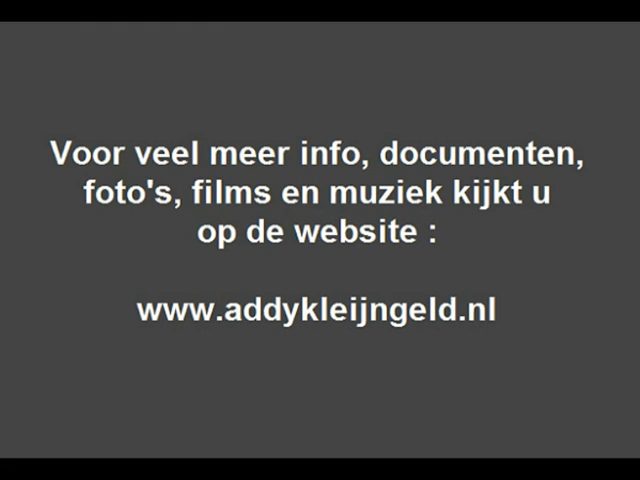 Voor veel meer info, documenten,
foto's, films en muziek kijkt u
op de website :
www.addykleijngeld.nl